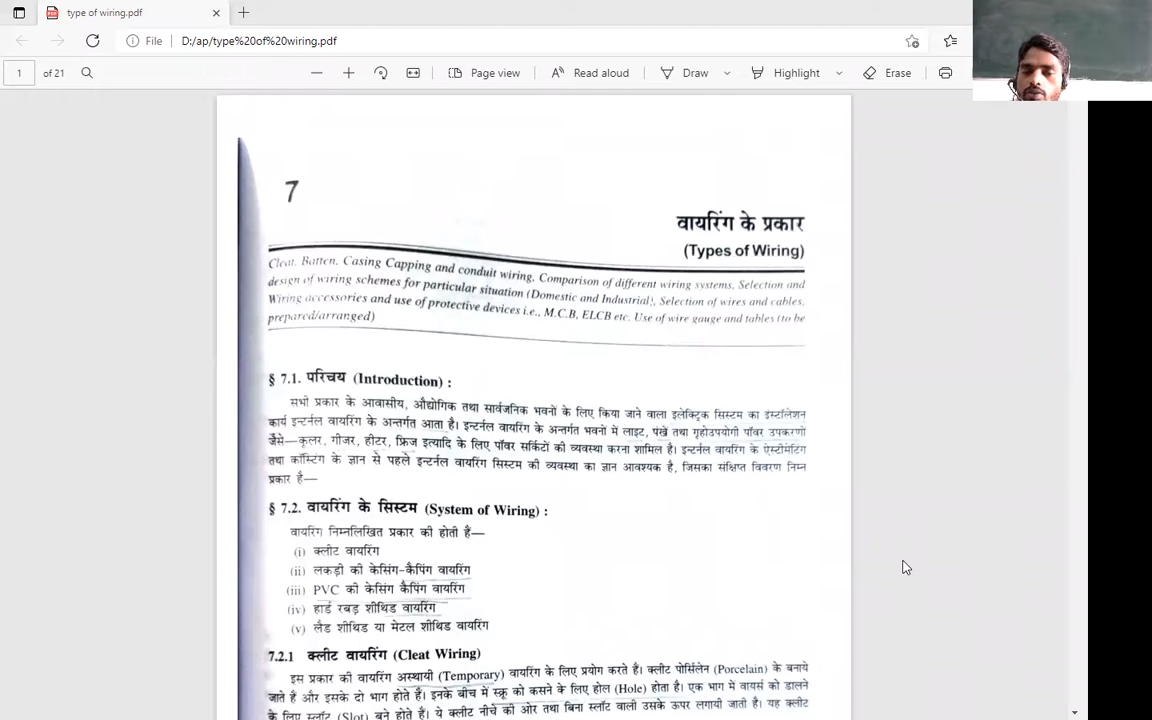 type of wiring.pdf
File D:/ap/type%20of%20wiring.pdf
1 of 21 Page view Read aloud Draw Highlight Erase
7
वायरिंग के प्रकार
(Types of Wiring)
Cleat, Batten, Casing Capping and conduit wiring, Comparison of different wiring systems, Selection and
design of wiring schemes for particular situation (Domestic and Industrial), Selection of wires and cables,
Wiring accessories and use of protective devices i.e., M.C.B, ELCB etc. Use of wire gauge and tables (to be
prepared/arranged)
§ 7.1. परिचय (Introduction) :
सभी प्रकार के आवासीय, औद्योगिक तथा सार्वजनिक भवनों के लिए किया जाने वाला इलेक्ट्रिक सिस्टम का इंस्टॉलेशन
कार्य इन्टर्नल वायरिंग के अन्तर्गत आता है। इन्टर्नल वायरिंग के अन्तर्गत भवनों में लाइट, पंखे तथा गृहोउपयोगी पॉवर उपकरणों
जैसे—कूलर, गीजर, हीटर, फ्रिज इत्यादि के लिए पॉवर सर्किटों की व्यवस्था करना शामिल है। इन्टर्नल वायरिंग के ऐस्टीमेटिंग
तथा कॉस्टिंग के ज्ञान से पहले इन्टर्नल वायरिंग सिस्टम की व्यवस्था का ज्ञान आवश्यक है, जिसका संक्षिप्त विवरण निम्न
प्रकार है—
§ 7.2. वायरिंग के सिस्टम (System of Wiring) :
वायरिंग निम्नलिखित प्रकार की होती हैं—
(i) क्लीट वायरिंग
(ii) लकड़ी की केसिंग-कैपिंग वायरिंग
(iii) PVC की केसिंग कैपिंग वायरिंग
(iv) हार्ड रबड़ शीथिड वायरिंग
(v) लैड शीथिड या मेटल शीथिड वायरिंग
7.2.1 क्लीट वायरिंग (Cleat Wiring)
इस प्रकार की वायरिंग अस्थायी (Temporary) वायरिंग के लिए प्रयोग करते हैं। क्लीट पोर्सिलेन (Porcelain) के बनाये
जाते हैं और इसके दो भाग होते हैं। इनके बीच में स्क्रू को कसने के लिए होल (Hole) होता है। एक भाग में वायर्स को डालने
के लिए स्लॉट (Slot) बने होते हैं। ये क्लीट नीचे की ओर तथा बिना स्लॉट वाली उसके ऊपर लगायी जाती है। यह क्लीट